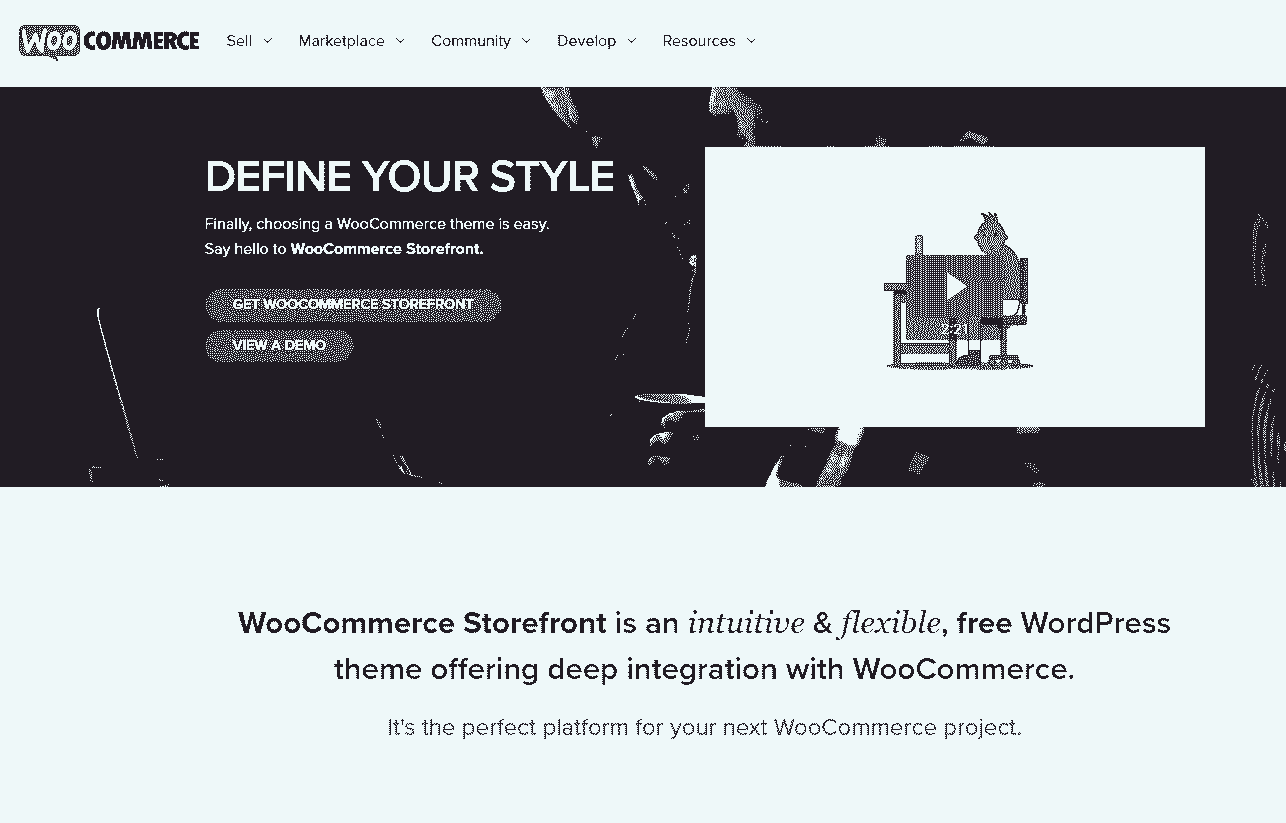 WOO COMMERCE
Sell Marketplace Community Develop Resources
DEFINE YOUR STYLE
Finally, choosing a WooCommerce theme is easy.
Say hello to WooCommerce Storefront.
GET WOOCOMMERCE STOREFRONT
VIEW A DEMO
2:21
WooCommerce Storefront is an intuitive & flexible, free WordPress
theme offering deep integration with WooCommerce.
It's the perfect platform for your next WooCommerce project.